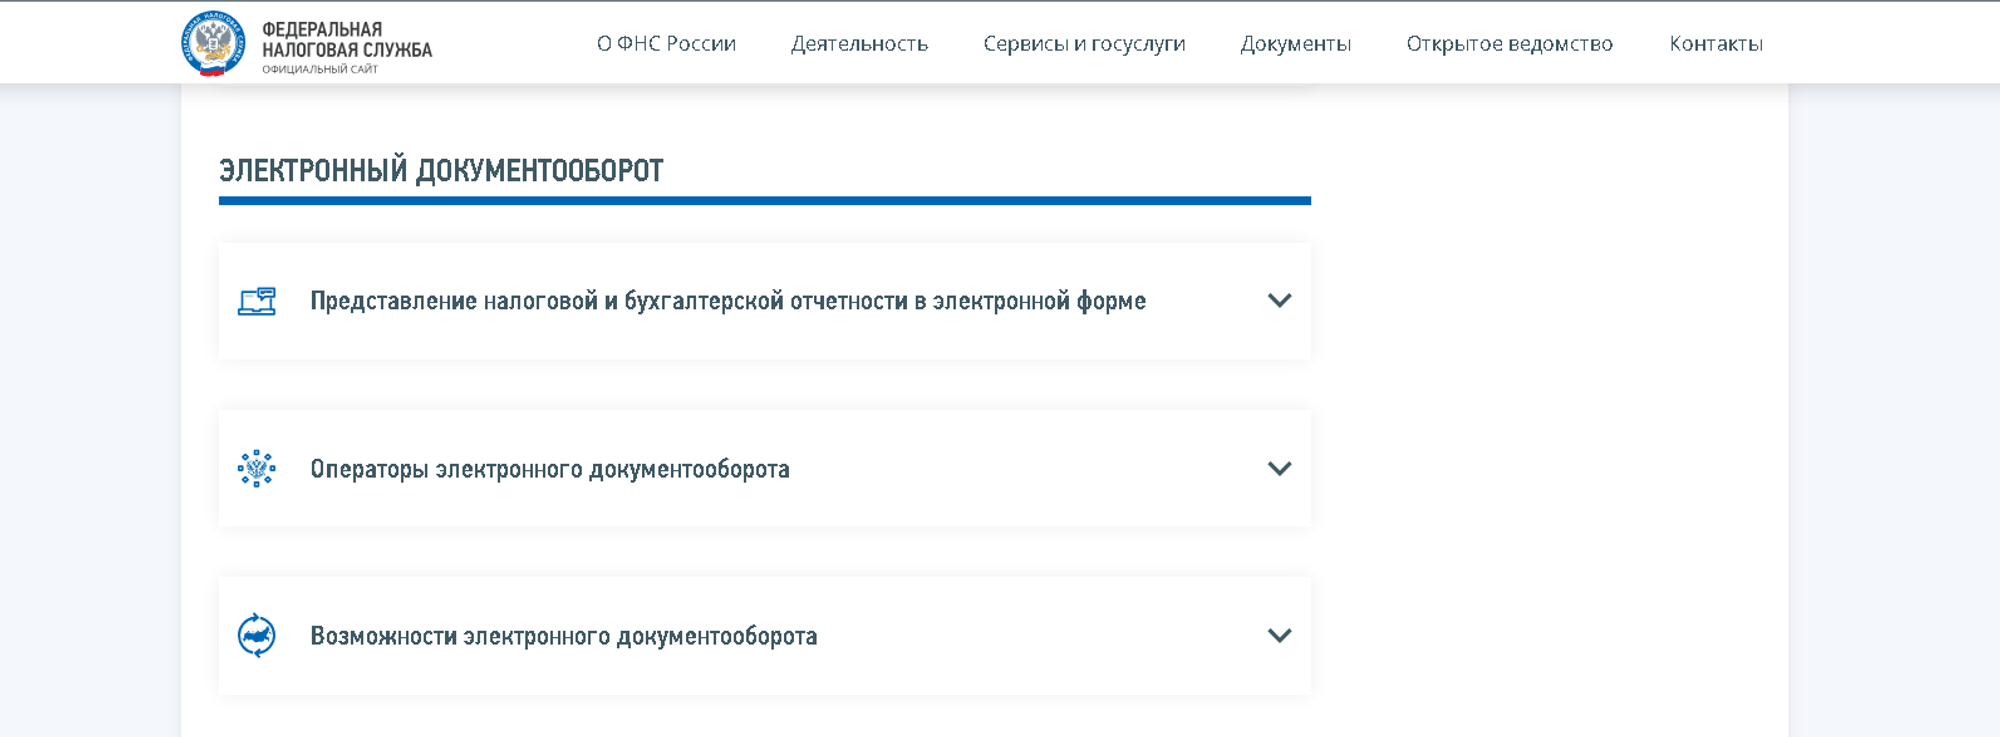 ФЕДЕРАЛЬНАЯ
НАЛОГОВАЯ СЛУЖБА
ОФИЦИАЛЬНЫЙ САЙТ
О ФНС России
Деятельность
Сервисы и госуслуги
Документы
Открытое ведомство
Контакты
ЭЛЕКТРОННЫЙ ДОКУМЕНТООБОРОТ
Представление налоговой и бухгалтерской отчетности в электронной форме
Операторы электронного документооборота
Возможности электронного документооборота